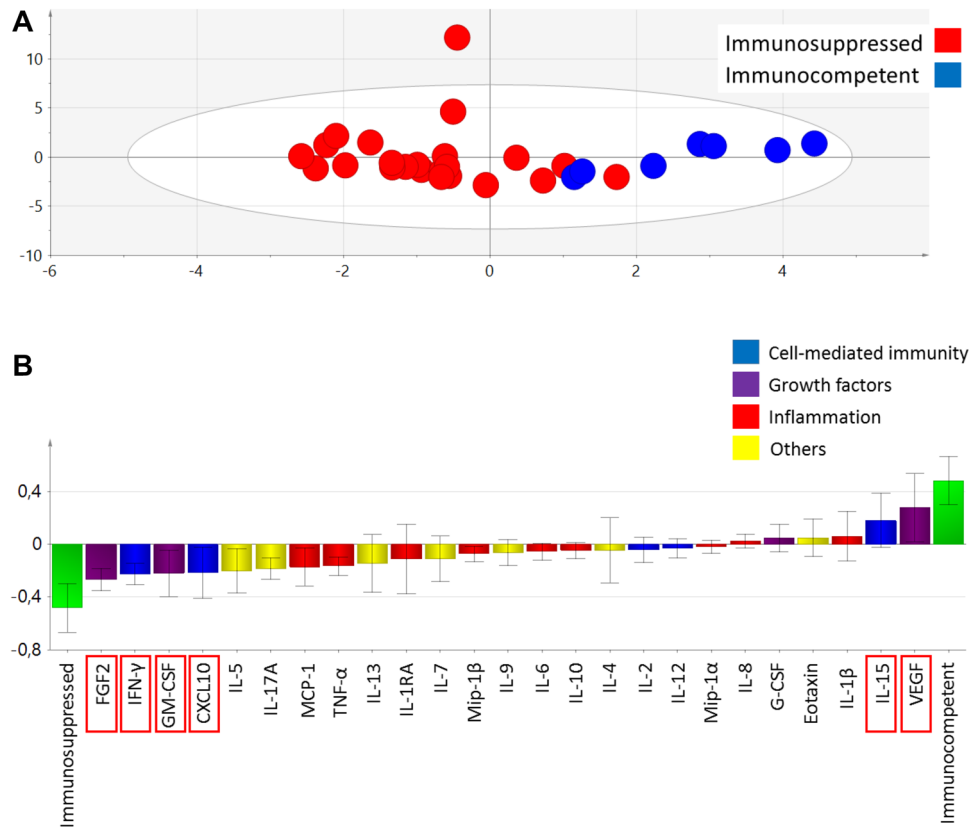 A
10
5
0
-5
-10
-6
-4
-2
0
2
4
Immunosuppressed
Immunocompetent
B
Cell-mediated immunity
Growth factors
Inflammation
Others
0,4
0
-0,4
-0,8
Immunosuppressed
FGF2
IFN-γ
GM-CSF
CXCL10
IL-5
IL-17A
MCP-1
TNF-α
IL-13
IL-1RA
IL-7
Mip-1β
IL-9
IL-6
IL-10
IL-4
IL-2
IL-12
Mip-1α
IL-8
G-CSF
Eotaxin
IL-1β
IL-15
VEGF
Immunocompetent